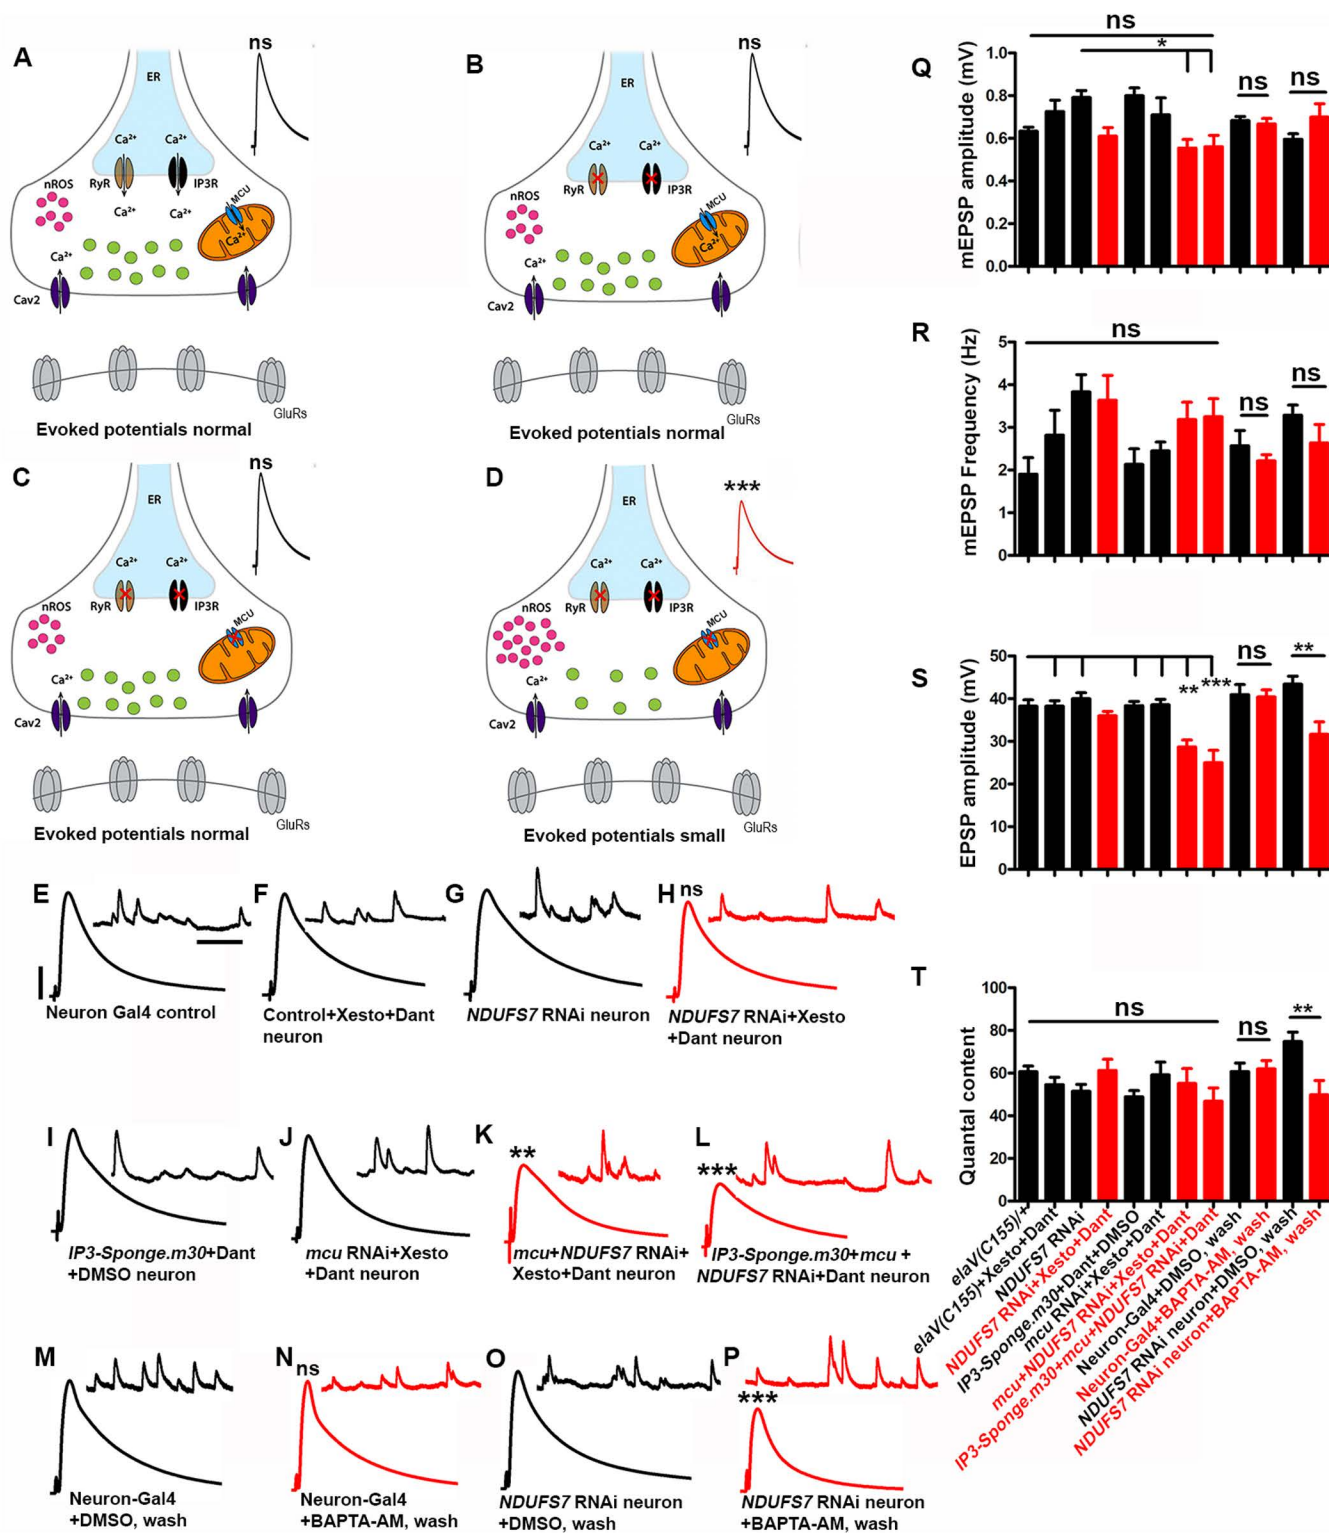 A
ns
ER
Ca²⁺
Ca²⁺
nROS
RyR
IP3R
MCU
Ca²⁺
Ca²⁺
Ca²⁺
Ca²⁺
Cav2
GluRs
Evoked potentials normal
B
ns
ER
Ca²⁺
Ca²⁺
nROS
RyR
IP3R
MCU
Ca²⁺
Ca²⁺
Cav2
GluRs
Evoked potentials normal
C
ns
ER
Ca²⁺
Ca²⁺
nROS
RyR
IP3R
MCU
Ca²⁺
Cav2
GluRs
Evoked potentials normal
D
***
ER
Ca²⁺
Ca²⁺
nROS
RyR
IP3R
MCU
Ca²⁺
Cav2
GluRs
Evoked potentials small
E
Neuron Gal4 control
F
Control+Xesto+Dant
neuron
G
NDUFS7 RNAi neuron
H
ns
NDUFS7 RNAi+Xesto
+Dant neuron
I
IP3-Sponge.m30+Dant
+DMSO neuron
J
mcu RNAi+Xesto
+Dant neuron
K
**
mcu+NDUFS7 RNAi+
Xesto+Dant neuron
L
***
IP3-Sponge.m30+mcu +
NDUFS7 RNAi+Dant neuron
M
Neuron-Gal4
+DMSO, wash
N
ns
Neuron-Gal4
+BAPTA-AM, wash
O
NDUFS7 RNAi neuron
+DMSO, wash
P
***
NDUFS7 RNAi neuron
+BAPTA-AM, wash
Q
mEPSP amplitude (mV)
1.0
0.8
0.6
0.4
0.2
0.0
ns
*
ns
ns
R
mEPSP Frequency (Hz)
5
4
3
2
1
0
ns
ns
ns
S
EPSP amplitude (mV)
50
40
30
20
10
0
**
***
ns
**
T
Quantal content
100
80
60
40
20
0
ns
ns
**
elaV(C155)/+
elaV(C155)+Xesto+Dant
NDUFS7 RNAi
NDUFS7 RNAi+Xesto+Dant
IP3-Sponge.m30+Dant+DMSO
mcu RNAi+Xesto+Dant
mcu+NDUFS7 RNAi+Xesto+Dant
IP3-Sponge.m30+mcu+NDUFS7 RNAi+Dant
Neuron-Gal4+DMSO, wash
Neuron-Gal4+BAPTA-AM, wash
NDUFS7 RNAi neuron+DMSO, wash
NDUFS7 RNAi neuron+BAPTA-AM, wash